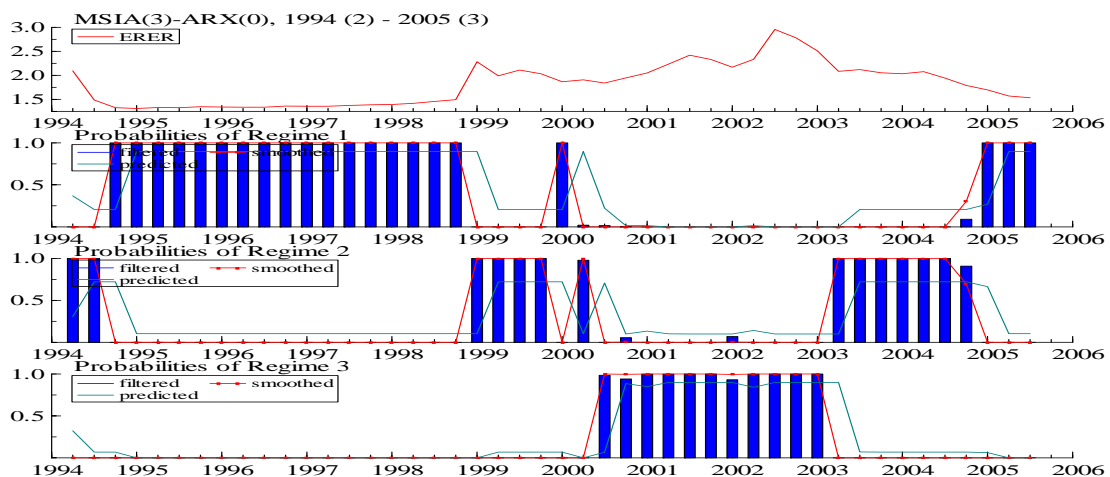 MSIA(3)-ARX(0), 1994 (2) - 2005 (3)
3.0
ERER
2.5
2.0
1.5
1994 1995 1996 1997 1998 1999 2000 2001 2002 2003 2004 2005 2006
Probabilities of Regime 1
1.0
filtered smoothed
predicted
0.5
1994 1995 1996 1997 1998 1999 2000 2001 2002 2003 2004 2005 2006
Probabilities of Regime 2
1.0
filtered smoothed
predicted
0.5
1994 1995 1996 1997 1998 1999 2000 2001 2002 2003 2004 2005 2006
Probabilities of Regime 3
1.0
filtered smoothed
predicted
0.5
1994 1995 1996 1997 1998 1999 2000 2001 2002 2003 2004 2005 2006